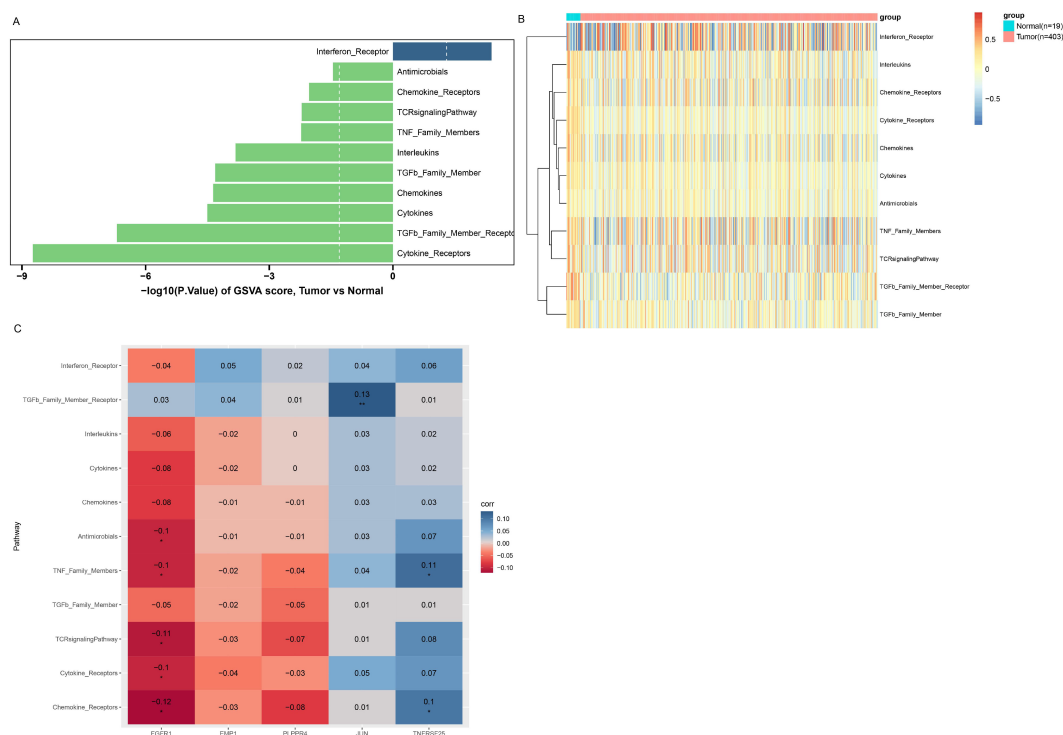 A
Interferon_Receptor
Antimicrobials
Chemokine_Receptors
TCRsignalingPathway
TNF_Family_Members
Interleukins
TGFb_Family_Member
Chemokines
Cytokines
TGFb_Family_Member_Recepto
Cytokine_Receptors
−9 −6 −3 0
−log10(P.Value) of GSVA score, Tumor vs Normal
B
group
Interferon_Receptor
Interleukins
Chemokine_Receptors
Cytokine_Receptors
Chemokines
Cytokines
Antimicrobials
TNF_Family_Members
TCRsignalingPathway
TGFb_Family_Member_Receptor
TGFb_Family_Member
0.5
0
−0.5
group
Normal(n=19)
Tumor(n=403)
C
Pathway
Interferon_Receptor −0.04 0.05 0.02 0.04 0.06
TGFb_Family_Member_Receptor 0.03 0.04 0.01 0.13 ** 0.01
Interleukins −0.06 −0.02 0 0.03 0.02
Cytokines −0.08 −0.02 0 0.03 0.02
Chemokines −0.08 −0.01 −0.01 0.03 0.03
Antimicrobials −0.1 * −0.01 −0.01 0.03 0.07
TNF_Family_Members −0.1 * −0.02 −0.04 0.04 0.11 *
TGFb_Family_Member −0.05 −0.02 −0.05 0.01 0.01
TCRsignalingPathway −0.11 * −0.03 −0.07 0.01 0.08
Cytokine_Receptors −0.1 * −0.04 −0.03 0.05 0.07
Chemokine_Receptors −0.12 * −0.03 −0.08 0.01 0.1 *
PLPPR4 JUN
corr
0.10
0.05
0.00
−0.05
−0.10